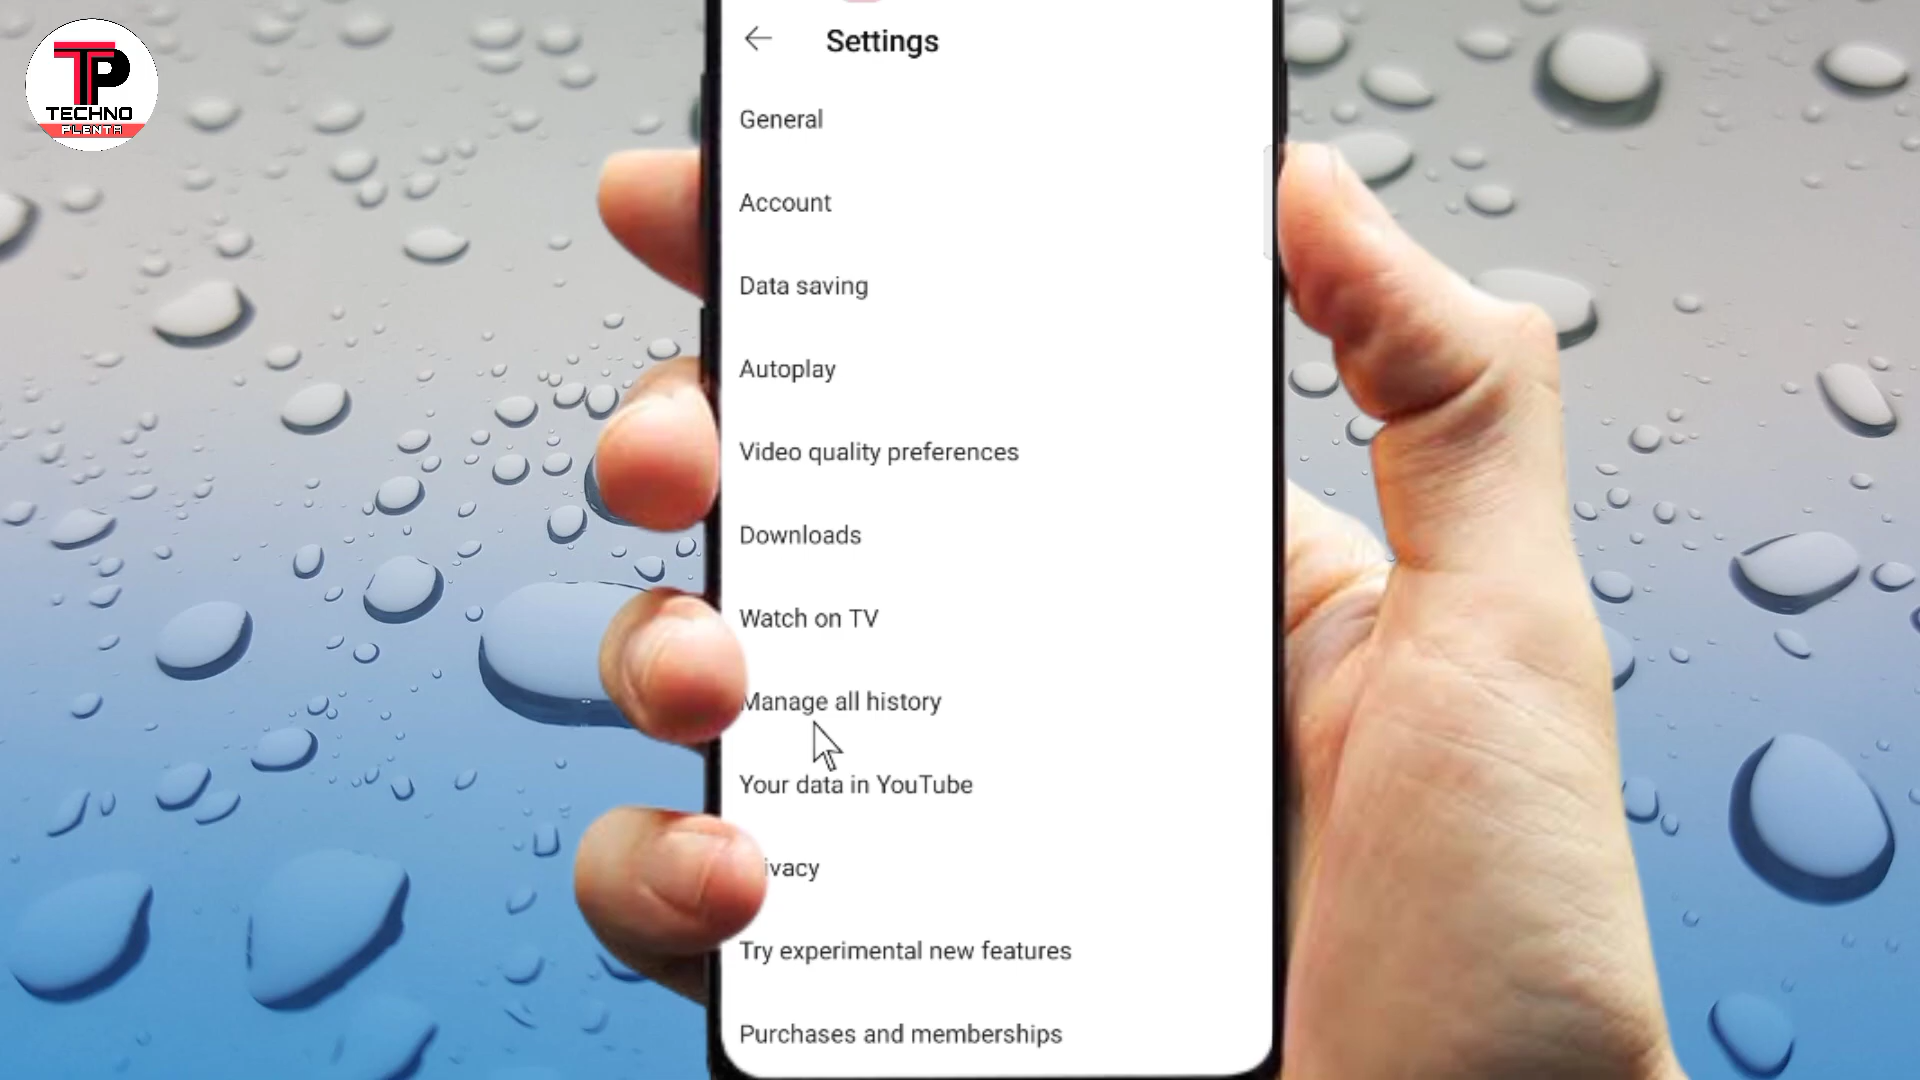 TP
TECHNO
PLENTA
Settings
General
Account
Data saving
Autoplay
Video quality preferences
Downloads
Watch on TV
Manage all history
Your data in YouTube
ivacy
Try experimental new features
Purchases and memberships